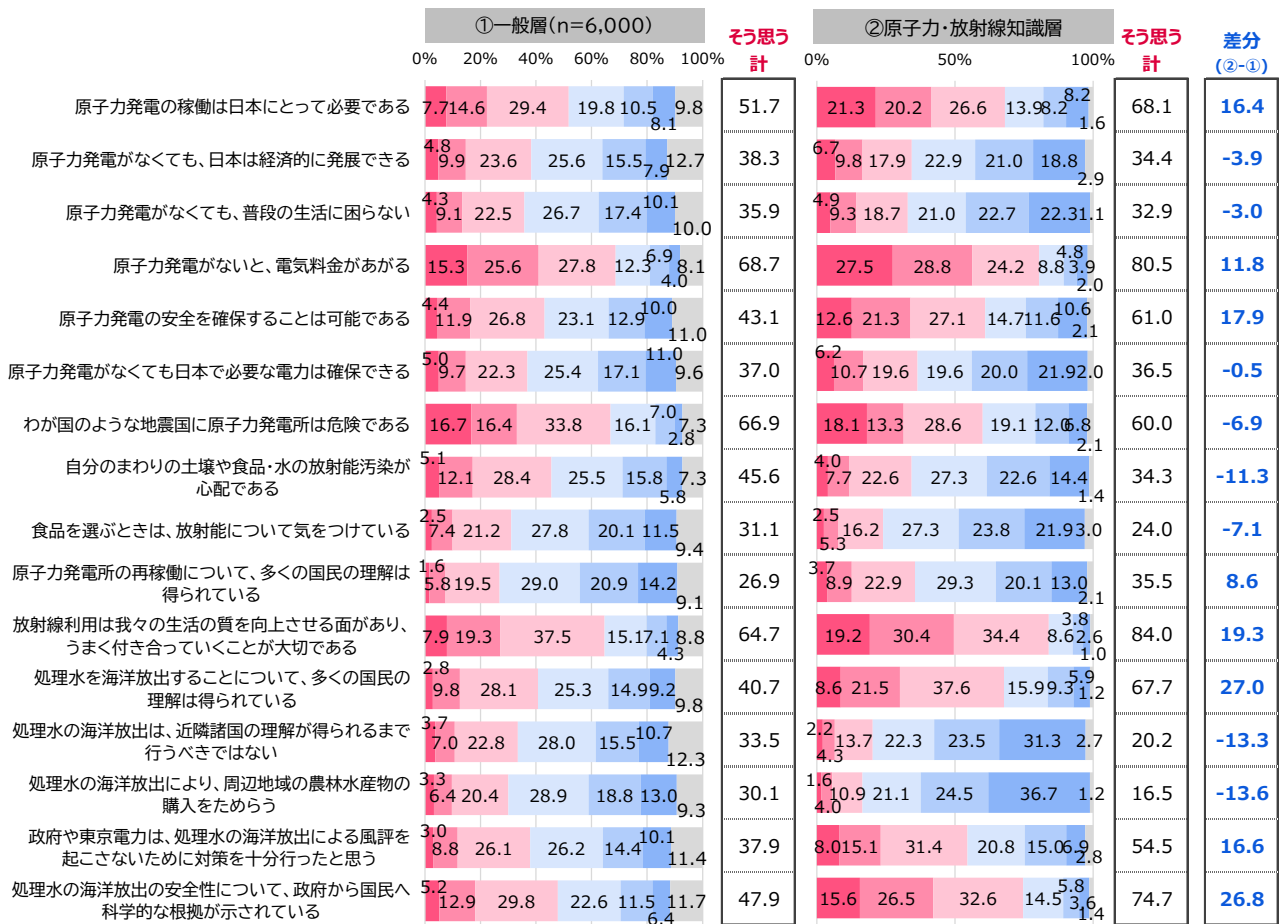 ①一般層(n=6,000)
②原子力・放射線知識層
そう思う
計
そう思う
計
差分
(②-①)
0% 20% 40% 60% 80% 100%
0% 50% 100%
原子力発電の稼働は日本にとって必要である 7.7 14.6 29.4 19.8 10.5 8.1 9.8 51.7 21.3 20.2 26.6 13.9 8.2 8.2 1.6 68.1 16.4
原子力発電がなくても、日本は経済的に発展できる 4.8 9.9 23.6 25.6 15.5 7.9 12.7 38.3 6.7 9.8 17.9 22.9 21.0 18.8 2.9 34.4 -3.9
原子力発電がなくても、普段の生活に困らない 4.3 9.1 22.5 26.7 17.4 10.1 10.0 35.9 4.9 9.3 18.7 21.0 22.7 22.3 1.1 32.9 -3.0
原子力発電がないと、電気料金があがる 15.3 25.6 27.8 12.3 6.9 4.0 8.1 68.7 27.5 28.8 24.2 8.8 4.8 3.9 2.0 80.5 11.8
原子力発電の安全を確保することは可能である 4.4 11.9 26.8 23.1 12.9 10.0 11.0 43.1 12.6 21.3 27.1 14.7 11.6 10.6 2.1 61.0 17.9
原子力発電がなくても日本で必要な電力は確保できる 5.0 9.7 22.3 25.4 17.1 11.0 9.6 37.0 6.2 10.7 19.6 19.6 20.0 21.9 2.0 36.5 -0.5
わが国のような地震国に原子力発電所は危険である 16.7 16.4 33.8 16.1 7.0 2.8 7.3 66.9 18.1 13.3 28.6 19.1 12.0 6.8 2.1 60.0 -6.9
自分のまわりの土壌や食品・水の放射能汚染が
心配である 5.1 12.1 28.4 25.5 15.8 5.8 7.3 45.6 4.0 7.7 22.6 27.3 22.6 14.4 1.4 34.3 -11.3
食品を選ぶときは、放射能について気をつけている 2.5 7.4 21.2 27.8 20.1 11.5 9.4 31.1 2.5 5.3 16.2 27.3 23.8 21.9 3.0 24.0 -7.1
原子力発電所の再稼働について、多くの国民の理解は
得られている 1.6 5.8 19.5 29.0 20.9 14.2 9.1 26.9 3.7 8.9 22.9 29.3 20.1 13.0 2.1 35.5 8.6
放射線利用は我々の生活の質を向上させる面があり、
うまく付き合っていくことが大切である 7.9 19.3 37.5 15.1 7.1 4.3 8.8 64.7 19.2 30.4 34.4 8.6 3.8 2.6 1.0 84.0 19.3
処理水を海洋放出することについて、多くの国民の
理解は得られている 2.8 9.8 28.1 25.3 14.9 9.2 9.8 40.7 8.6 21.5 37.6 15.9 9.3 5.9 1.2 67.7 27.0
処理水の海洋放出は、近隣諸国の理解が得られるまで
行うべきではない 3.7 7.0 22.8 28.0 15.5 10.7 12.3 33.5 2.2 4.3 13.7 22.3 23.5 31.3 2.7 20.2 -13.3
処理水の海洋放出により、周辺地域の農林水産物の
購入をためらう 3.3 6.4 20.4 28.9 18.8 13.0 9.3 30.1 1.6 4.0 10.9 21.1 24.5 36.7 1.2 16.5 -13.6
政府や東京電力は、処理水の海洋放出による風評を
起こさないために対策を十分行ったと思う 3.0 8.8 26.1 26.2 14.4 10.1 11.4 37.9 8.0 15.1 31.4 20.8 15.0 6.9 2.8 54.5 16.6
処理水の海洋放出の安全性について、政府から国民へ
科学的な根拠が示されている 5.2 12.9 29.8 22.6 11.5 6.4 11.7 47.9 15.6 26.5 32.6 14.5 5.8 3.6 1.4 74.7 26.8